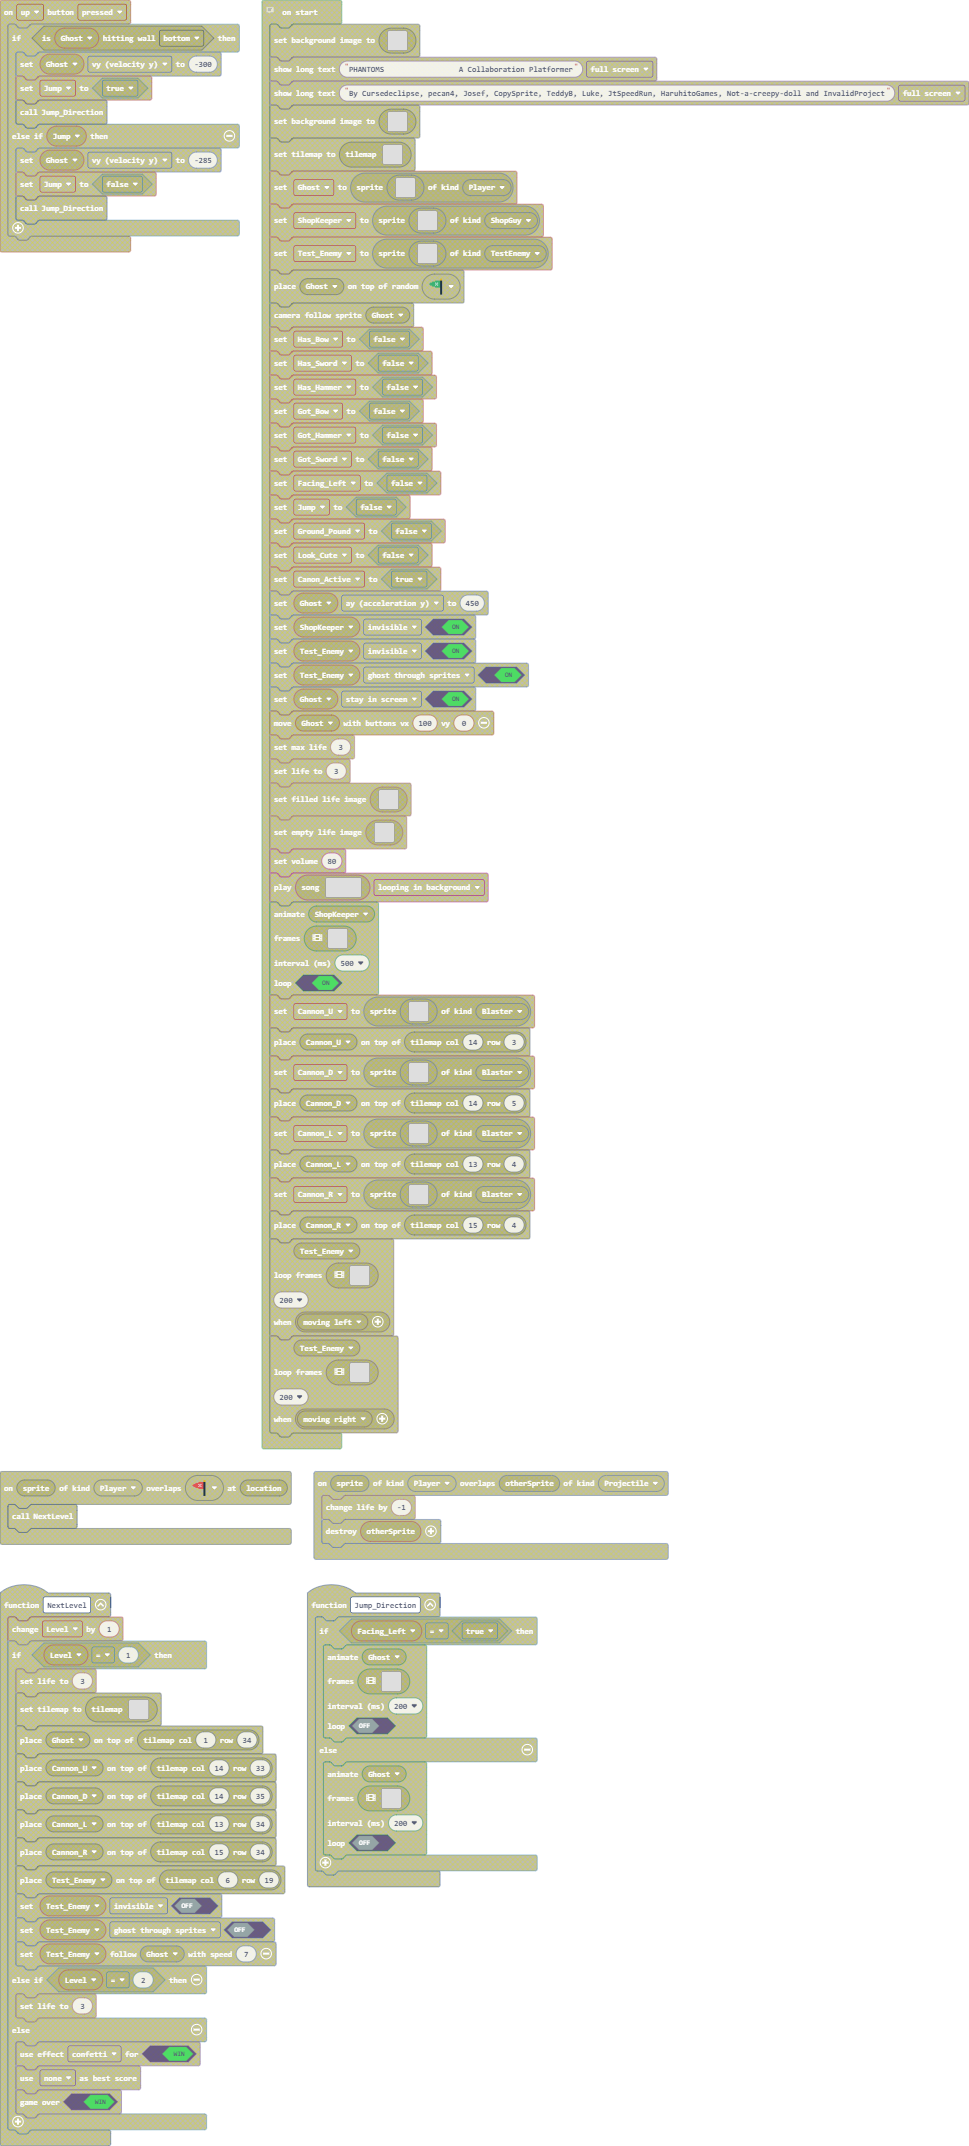 on up button pressed
if is Ghost hitting wall bottom then
set Ghost vy (velocity y) to -300
set Jump to true
call Jump_Direction
else if Jump then
set Ghost vy (velocity y) to -285
set Jump to false
call Jump_Direction
on start
set background image to
show long text "PHANTOMS A Collaboration Platformer" full screen
show long text "By Cursedeclipse, pecan4, Josef, CopySprite, TeddyB, Luke, JtSpeedRun, HaruhitoGames, Not-a-creepy-doll and InvalidProject" full screen
set background image to
set tilemap to tilemap
set Ghost to sprite of kind Player
set ShopKeeper to sprite of kind ShopGuy
set Test_Enemy to sprite of kind TestEnemy
place Ghost on top of random
camera follow sprite Ghost
set Has_Bow to false
set Has_Sword to false
set Has_Hammer to false
set Got_Bow to false
set Got_Hammer to false
set Got_Sword to false
set Facing_Left to false
set Jump to false
set Ground_Pound to false
set Look_Cute to false
set Canon_Active to true
set Ghost ay (acceleration y) to 450
set ShopKeeper invisible ON
set Test_Enemy invisible ON
set Test_Enemy ghost through sprites ON
set Ghost stay in screen ON
move Ghost with buttons vx 100 vy 0
set max life 3
set life to 3
set filled life image
set empty life image
set volume 80
play song looping in background
animate ShopKeeper
frames
interval (ms) 500
loop ON
set Cannon_U to sprite of kind Blaster
place Cannon_U on top of tilemap col 14 row 3
set Cannon_D to sprite of kind Blaster
place Cannon_D on top of tilemap col 14 row 5
set Cannon_L to sprite of kind Blaster
place Cannon_L on top of tilemap col 13 row 4
set Cannon_R to sprite of kind Blaster
place Cannon_R on top of tilemap col 15 row 4
Test_Enemy
loop frames
200
when moving left
Test_Enemy
loop frames
200
when moving right
on sprite of kind Player overlaps at location
call NextLevel
on sprite of kind Player overlaps otherSprite of kind Projectile
change life by -1
destroy otherSprite
function NextLevel
change Level by 1
if Level = 1 then
set life to 3
set tilemap to tilemap
place Ghost on top of tilemap col 1 row 34
place Cannon_U on top of tilemap col 14 row 33
place Cannon_D on top of tilemap col 14 row 35
place Cannon_L on top of tilemap col 13 row 34
place Cannon_R on top of tilemap col 15 row 34
place Test_Enemy on top of tilemap col 6 row 19
set Test_Enemy invisible OFF
set Test_Enemy ghost through sprites OFF
set Test_Enemy follow Ghost with speed 7
else if Level = 2 then
set life to 3
else
use effect confetti for WIN
use none as best score
game over WIN
function Jump_Direction
if Facing_Left = true then
animate Ghost
frames
interval (ms) 200
loop OFF
else
animate Ghost
frames
interval (ms) 200
loop OFF